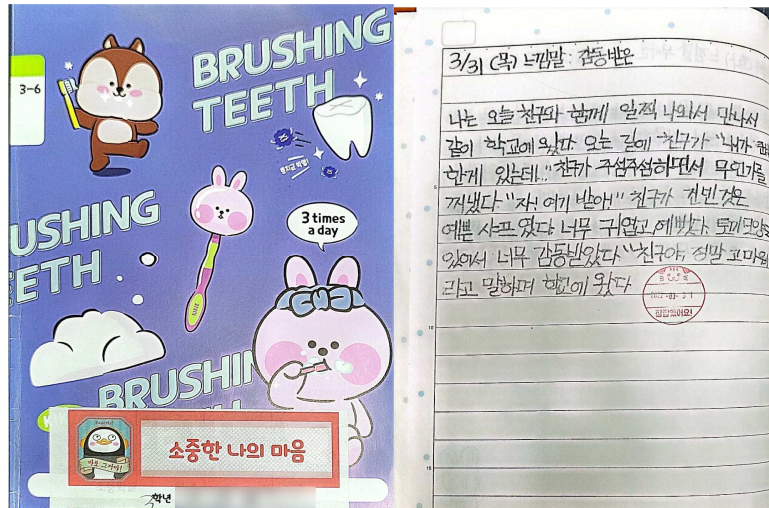 BRUSHING
TEETH
3-6
3 times
a day
USHING
EETH
BRUSHIN
소중한 나의 마음
3학년
3/31 (목) 느낌말: 감동받은
나는 오늘 친구와 함께 일찍 나와서 만나서
같이 학교에 왔다 오는 길에 친구가 "내가
한게 있는데.." 친구가 주섬주섬하면서 무언가를
꺼냈다 "자! 여기 받아!" 친구가 건넨 것은
예쁜 샤프였다 너무 귀엽고, 예뻤다. 토끼모양도
있어서 너무 감동받았다 "친구야, 정말 고마워
라고 말하며 학교에 왔다
참잘했어요!